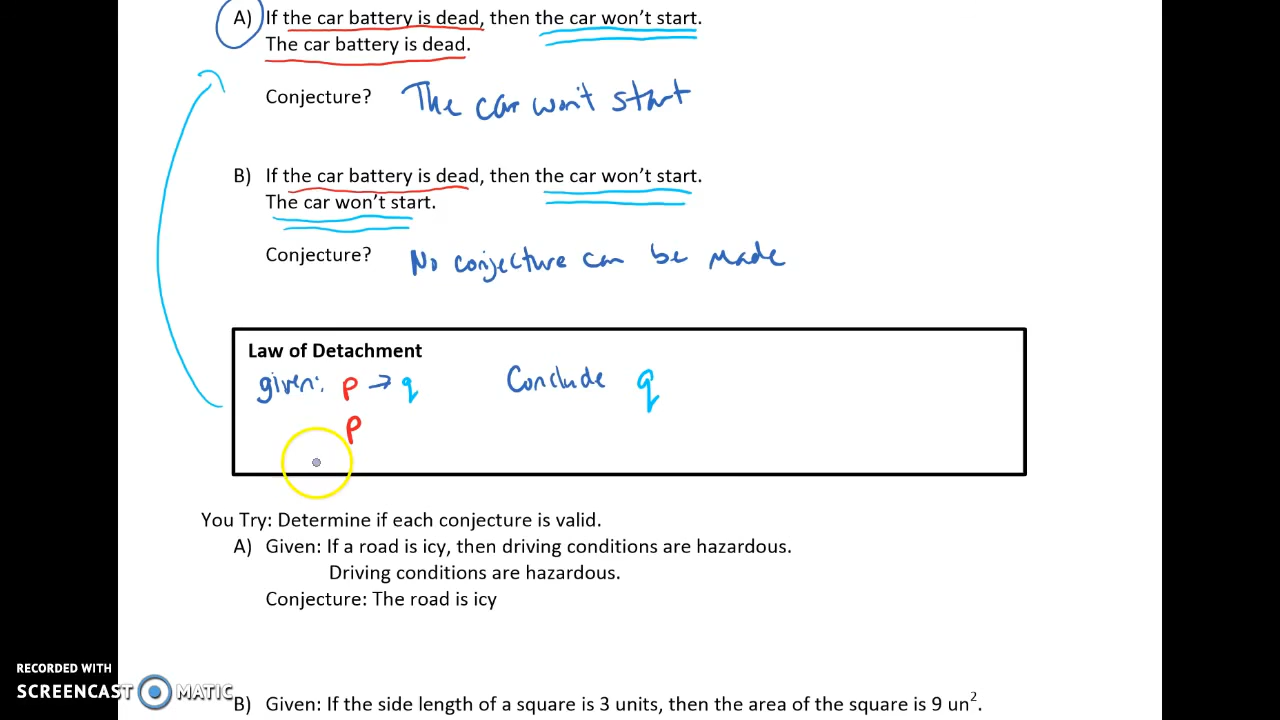 A) If the car battery is dead, then the car won't start.
The car battery is dead.
Conjecture? The car won't start
B) If the car battery is dead, then the car won't start.
The car won't start.
Conjecture? No conjecture can be made
Law of Detachment
given: p → q Conclude q
p
You Try: Determine if each conjecture is valid.
A) Given: If a road is icy, then driving conditions are hazardous.
Driving conditions are hazardous.
Conjecture: The road is icy
RECORDED WITH
SCREENCAST MATIC
B) Given: If the side length of a square is 3 units, then the area of the square is 9 un².